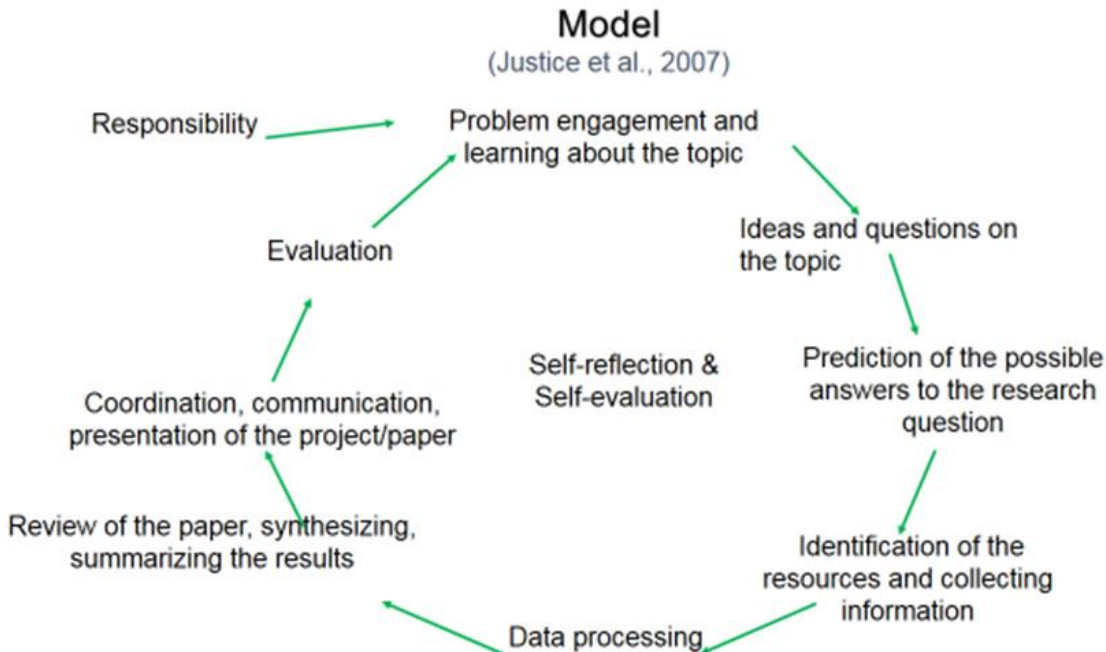 Model
(Justice et al., 2007)
Responsibility
Problem engagement and
learning about the topic
Ideas and questions on
the topic
Prediction of the possible
answers to the research
question
Identification of the
resources and collecting
information
Data processing
Review of the paper, synthesizing,
summarizing the results
Coordination, communication,
presentation of the project/paper
Evaluation
Self-reflection &
Self-evaluation